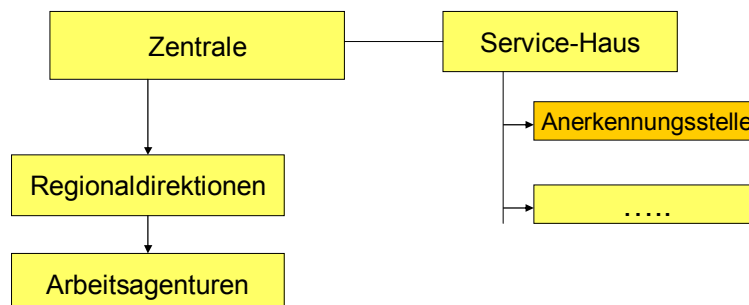 Zentrale
Service-Haus
Anerkennungsstelle
Regionaldirektionen
.....
Arbeitsagenturen